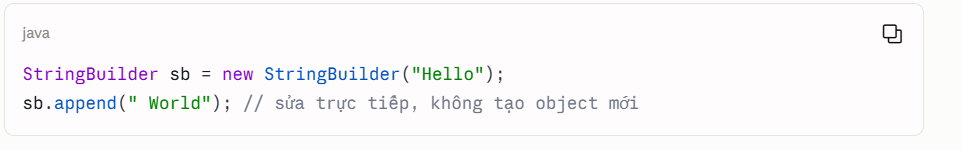 java
StringBuilder sb = new StringBuilder("Hello");
sb.append(" World"); // sửa trực tiếp, không tạo object mới